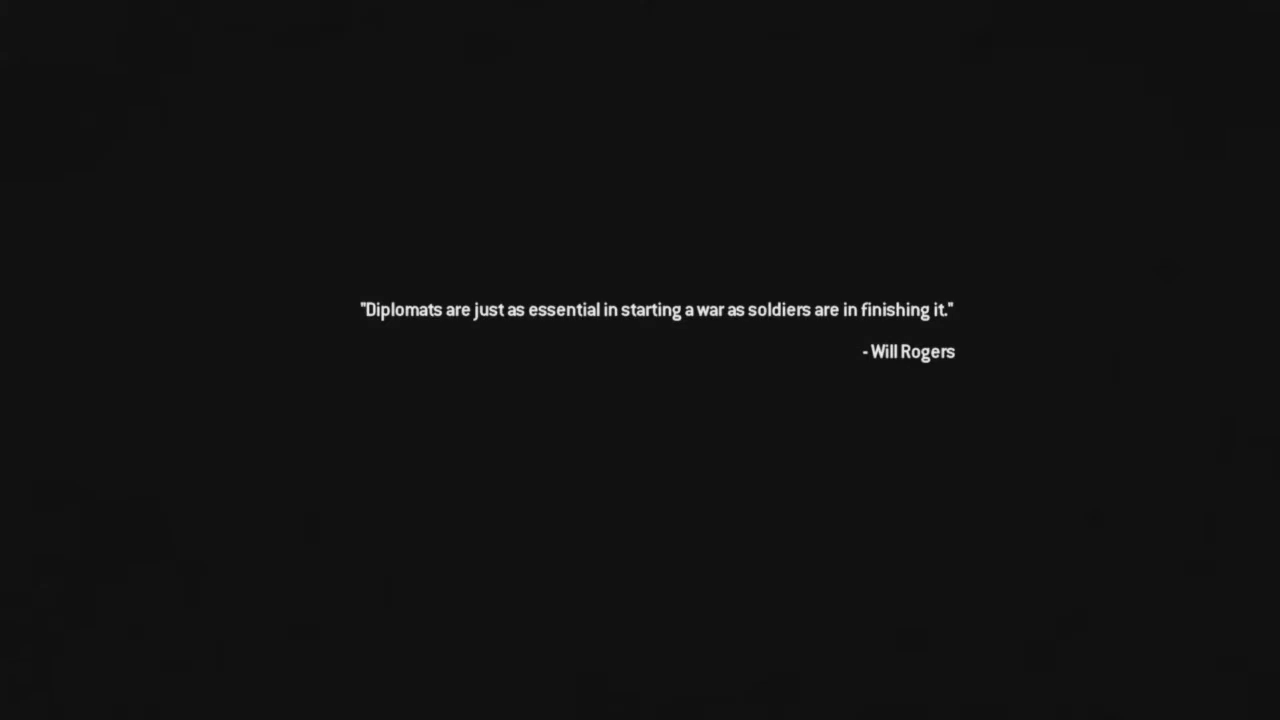 "Diplomats are just as essential in starting a war as soldiers are in finishing it."
- Will Rogers